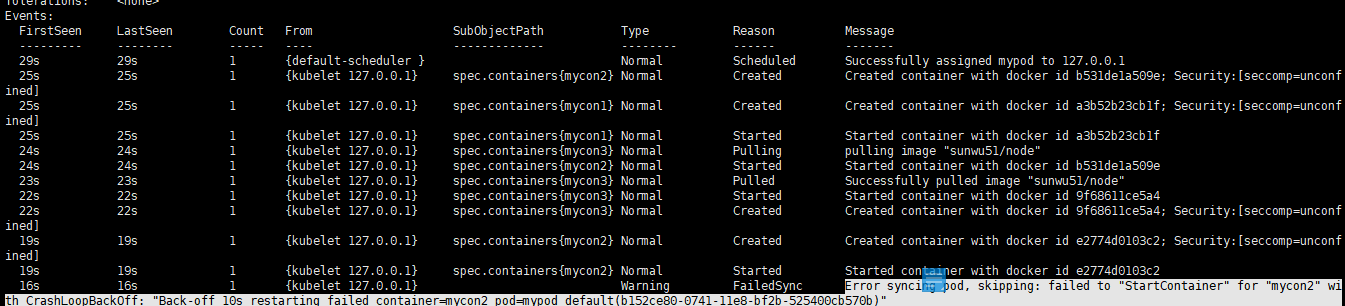 Tolerations:    <none>
Events:
  FirstSeen     LastSeen        Count   From                    SubObjectPath           Type            Reason          Message
  ---------     --------        -----   ----                    -------------           --------        ------          -------
  29s           29s             1       {default-scheduler }                            Normal          Scheduled       Successfully assigned mypod to 127.0.0.1
  25s           25s             1       {kubelet 127.0.0.1}     spec.containers{mycon2} Normal          Created         Created container with docker id b531de1a509e; Security:[seccomp=unconf
ined]
  25s           25s             1       {kubelet 127.0.0.1}     spec.containers{mycon1} Normal          Created         Created container with docker id a3b52b23cb1f; Security:[seccomp=unconf
ined]
  25s           25s             1       {kubelet 127.0.0.1}     spec.containers{mycon1} Normal          Started         Started container with docker id a3b52b23cb1f
  24s           24s             1       {kubelet 127.0.0.1}     spec.containers{mycon3} Normal          Pulling         pulling image "sunwu51/node"
  24s           24s             1       {kubelet 127.0.0.1}     spec.containers{mycon2} Normal          Started         Started container with docker id b531de1a509e
  23s           23s             1       {kubelet 127.0.0.1}     spec.containers{mycon3} Normal          Pulled          Successfully pulled image "sunwu51/node"
  22s           22s             1       {kubelet 127.0.0.1}     spec.containers{mycon3} Normal          Started         Started container with docker id 9f68611ce5a4
  22s           22s             1       {kubelet 127.0.0.1}     spec.containers{mycon3} Normal          Created         Created container with docker id 9f68611ce5a4; Security:[seccomp=unconf
ined]
  19s           19s             1       {kubelet 127.0.0.1}     spec.containers{mycon2} Normal          Created         Created container with docker id e2774d0103c2; Security:[seccomp=unconf
ined]
  19s           19s             1       {kubelet 127.0.0.1}     spec.containers{mycon2} Normal          Started         Started container with docker id e2774d0103c2
  16s           16s             1       {kubelet 127.0.0.1}                             Warning         FailedSync      Error syncing pod, skipping: failed to "StartContainer" for "mycon2" wi
th CrashLoopBackOff: "Back-off 10s restarting failed container=mycon2 pod=mypod_default(b152ce80-0741-11e8-bf2b-525400cb570b)"